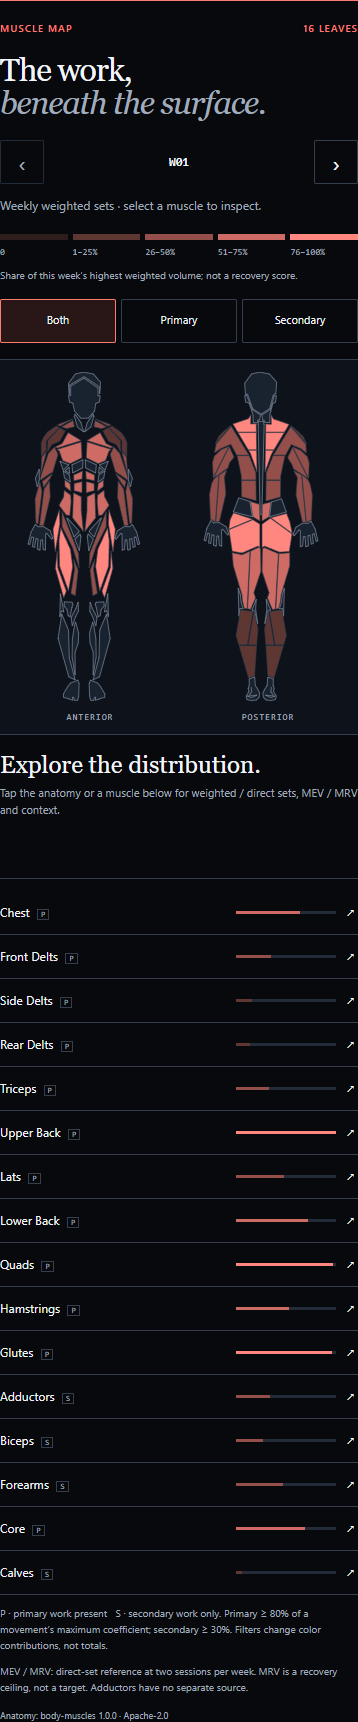 MUSCLE MAP 16 LEAVES
The work,
beneath the surface.
‹ W01 ›
Weekly weighted sets · select a muscle to inspect.
0 1–25% 26–50% 51–75% 76–100%
Share of this week's highest weighted volume; not a recovery score.
Both Primary Secondary
ANTERIOR POSTERIOR
Explore the distribution.
Tap the anatomy or a muscle below for weighted / direct sets, MEV / MRV
and context.
Chest P ↗
Front Delts P ↗
Side Delts P ↗
Rear Delts P ↗
Triceps P ↗
Upper Back P ↗
Lats P ↗
Lower Back P ↗
Quads P ↗
Hamstrings P ↗
Glutes P ↗
Adductors S ↗
Biceps S ↗
Forearms S ↗
Core P ↗
Calves S ↗
P · primary work present S · secondary work only. Primary ≥ 80% of a
movement's maximum coefficient; secondary ≥ 30%. Filters change color
contributions, not totals.
MEV / MRV: direct-set reference at two sessions per week. MRV is a recovery
ceiling, not a target. Adductors have no separate source.
Anatomy: body-muscles 1.0.0 · Apache-2.0